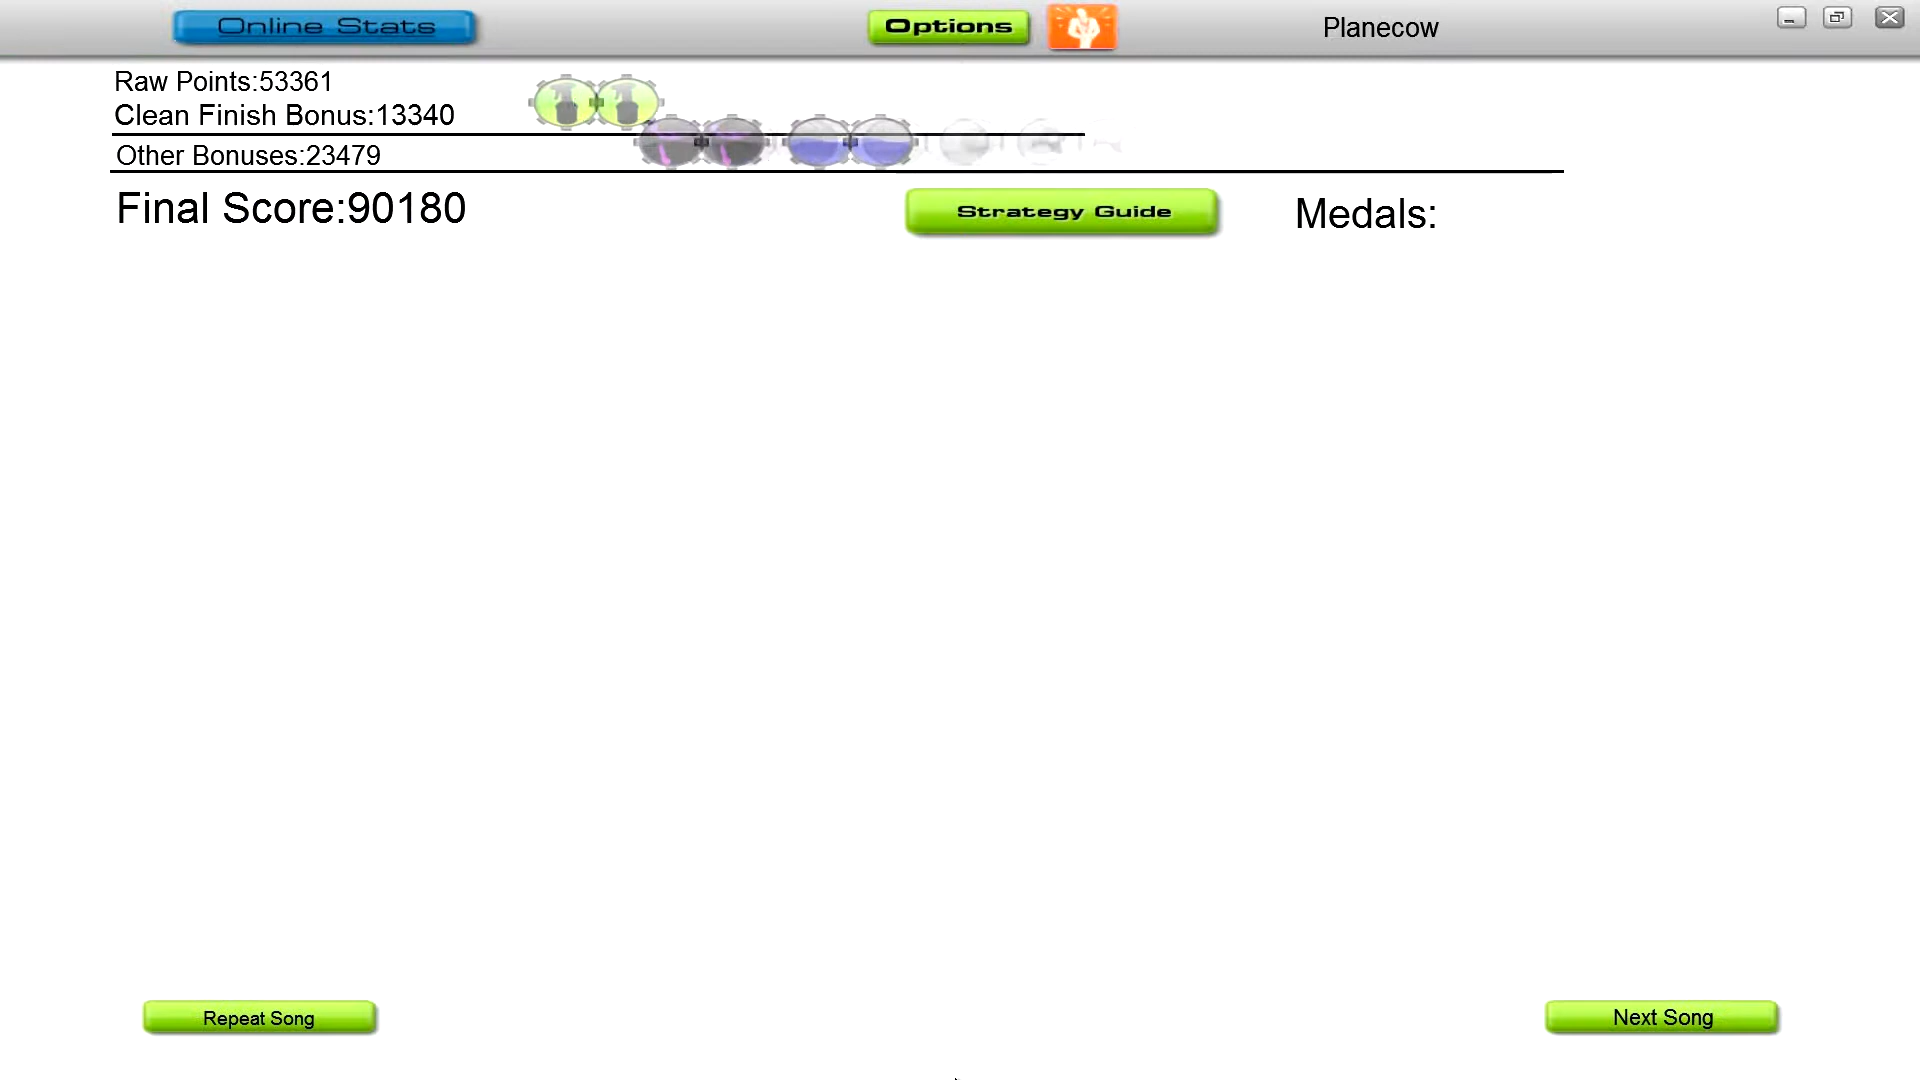 Online Stats
Options
Planecow
Raw Points:53361
Clean Finish Bonus:13340
Other Bonuses:23479
Final Score:90180
Strategy Guide
Medals:
Repeat Song
Next Song